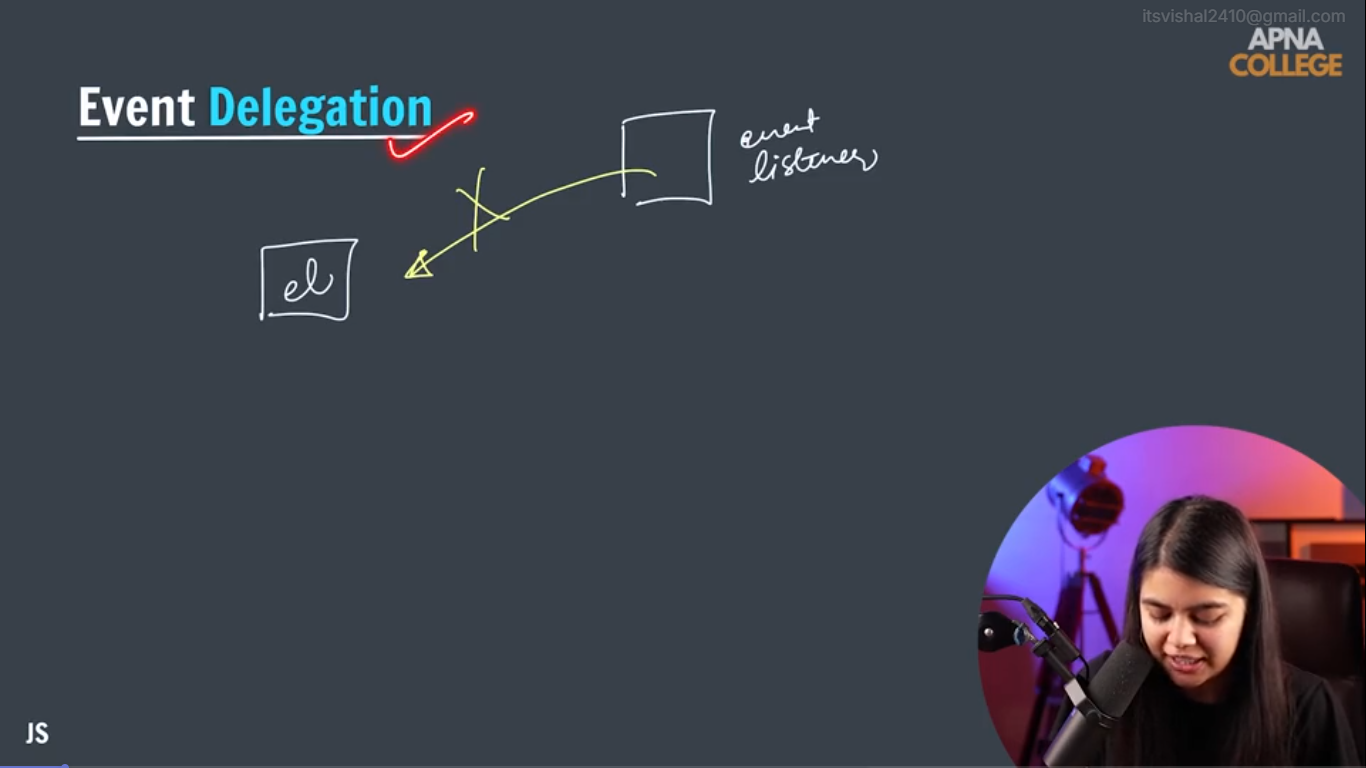 itsvishal2410@gmail.com
APNA
COLLEGE
Event Delegation
event
listener
el
JS